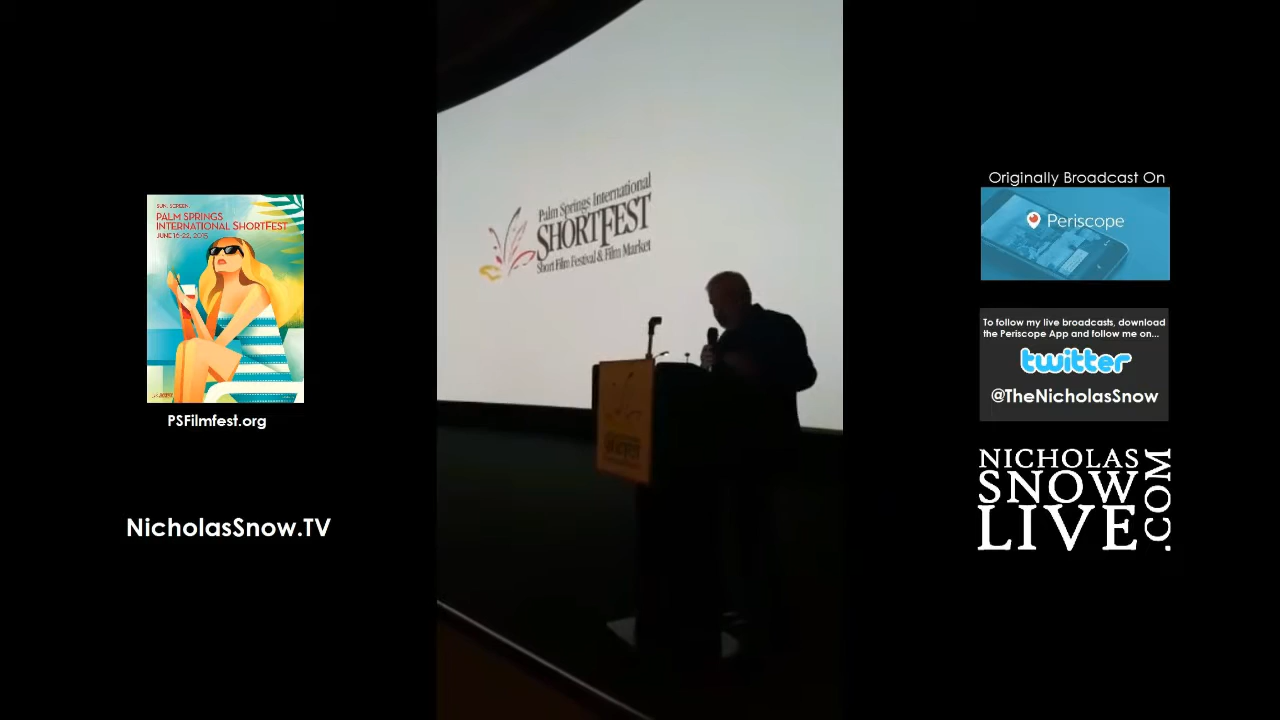 SUN. SCREEN.
PALM SPRINGS
INTERNATIONAL SHORTFEST
JUNE 16-22, 2015
PSFilmfest.org
NicholasSnow.TV
Palm Springs International
SHORTFEST
Short Film Festival & Film Market
Originally Broadcast On
Periscope
To follow my live broadcasts, download
the Periscope App and follow me on...
twitter
@TheNicholasSnow
NICHOLAS
SNOW
LIVE
.COM